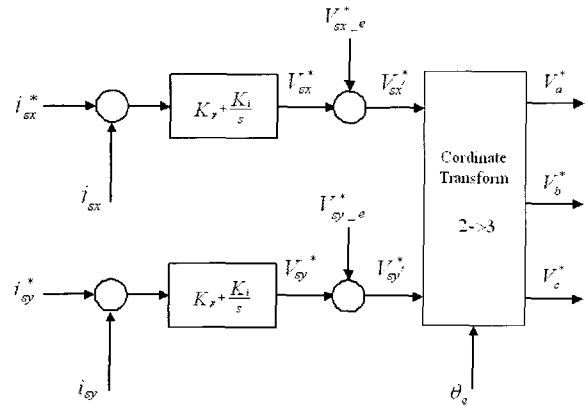 V*sx_e
i*sx
Kp + Ki/s
V*sx
V*sx'
V*a
isx
Cordinate
Transform
2->3
V*b
V*sy_e
i*sy
Kp + Ki/s
V*sy
V*sy'
V*c
isy
θe